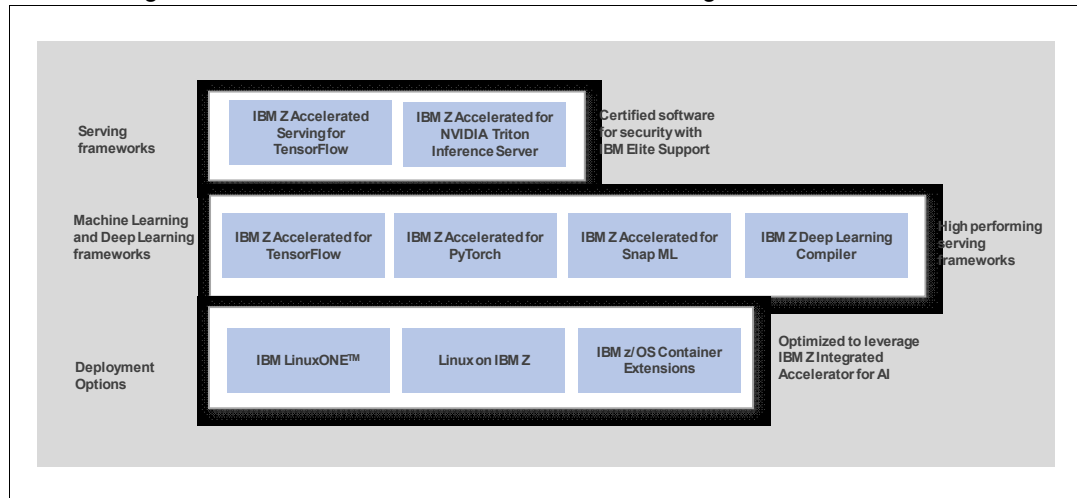 Serving
frameworks
IBM Z Accelerated
Serving for
TensorFlow
IBM Z Accelerated for
NVIDIA Triton
Inference Server
Certified software
for security with
IBM Elite Support
Machine Learning
and Deep Learning
frameworks
IBM Z Accelerated for
TensorFlow
IBM Z Accelerated for
PyTorch
IBM Z Accelerated for
Snap ML
IBM Z Deep Learning
Compiler
High performing
serving
frameworks
Deployment
Options
IBM LinuxONE™
Linux on IBM Z
IBM z/OS Container
Extensions
Optimized to leverage
IBM Z Integrated
Accelerator for AI